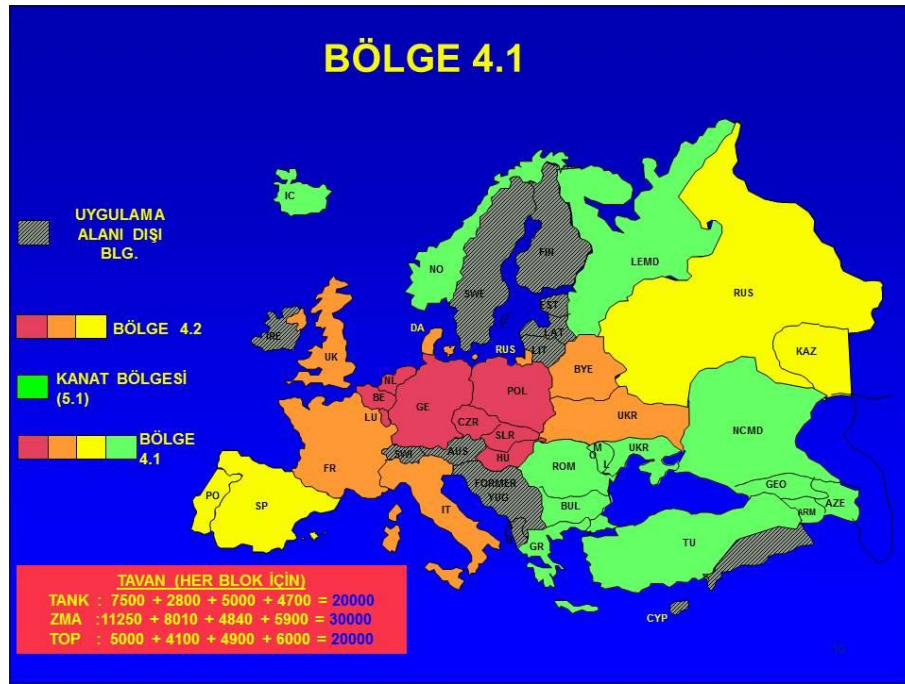 BÖLGE 4.1
IC
UYGULAMA
ALANI DIŞI
BLG.
NO
SWE
FIN
LEMD
RUS
EST
LAT
LIT
RUS
DA
IRE
UK
BÖLGE 4.2
KAZ
BYE
NL
BE
GE
POL
LU
CZR
SLR
UKR
KANAT BÖLGESİ
(5.1)
NCMD
BÖLGE
4.1
FR
SWI
AUS
HU
ROM
M
O
L
UKR
FORMER
YUG
GEO
AZE
ARM
PO
SP
IT
BUL
GR
TU
CYP
TAVAN (HER BLOK İÇİN)
TANK : 7500 + 2800 + 5000 + 4700 = 20000
ZMA :11250 + 8010 + 4840 + 5900 = 30000
TOP : 5000 + 4100 + 4900 + 6000 = 20000